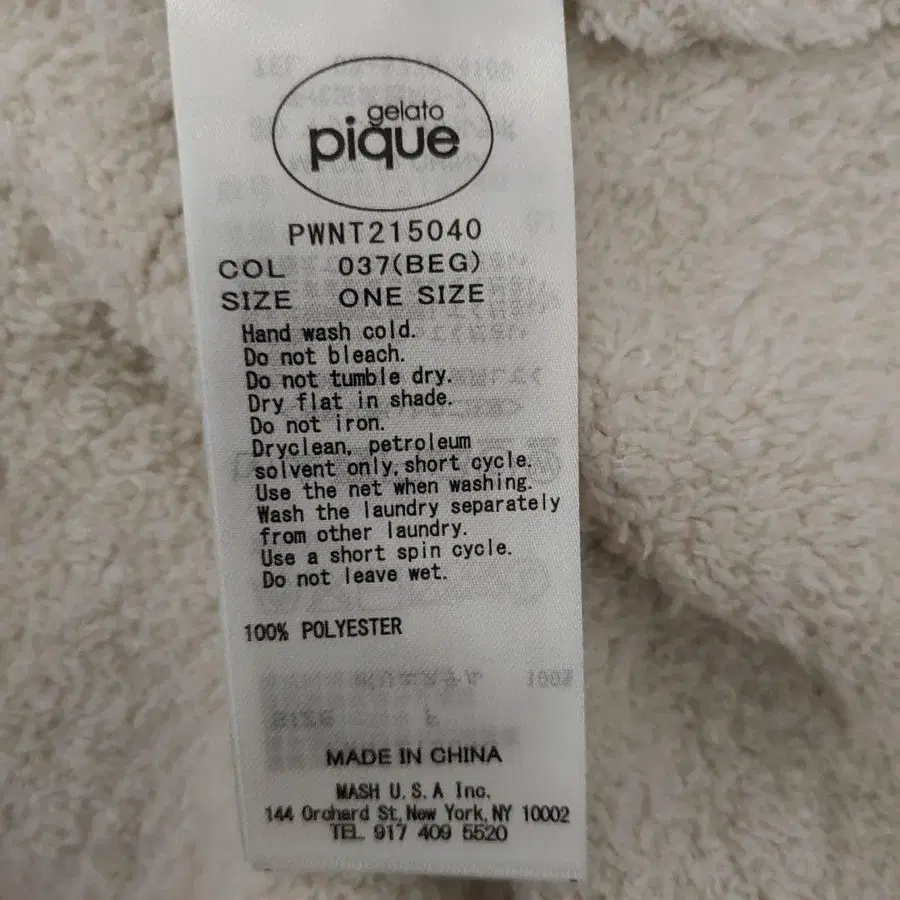 gelato
pique
PWNT215040
COL 037(BEG)
SIZE ONE SIZE
Hand wash cold.
Do not bleach.
Do not tumble dry.
Dry flat in shade.
Do not iron.
Dryclean, petroleum
solvent only, short cycle.
Use the net when washing.
Wash the laundry separately
from other laundry.
Use a short spin cycle.
Do not leave wet.
100% POLYESTER
MADE IN CHINA
MASH U.S.A Inc.
144 Orchard St, New York, NY 10002
TEL 917 409 5520